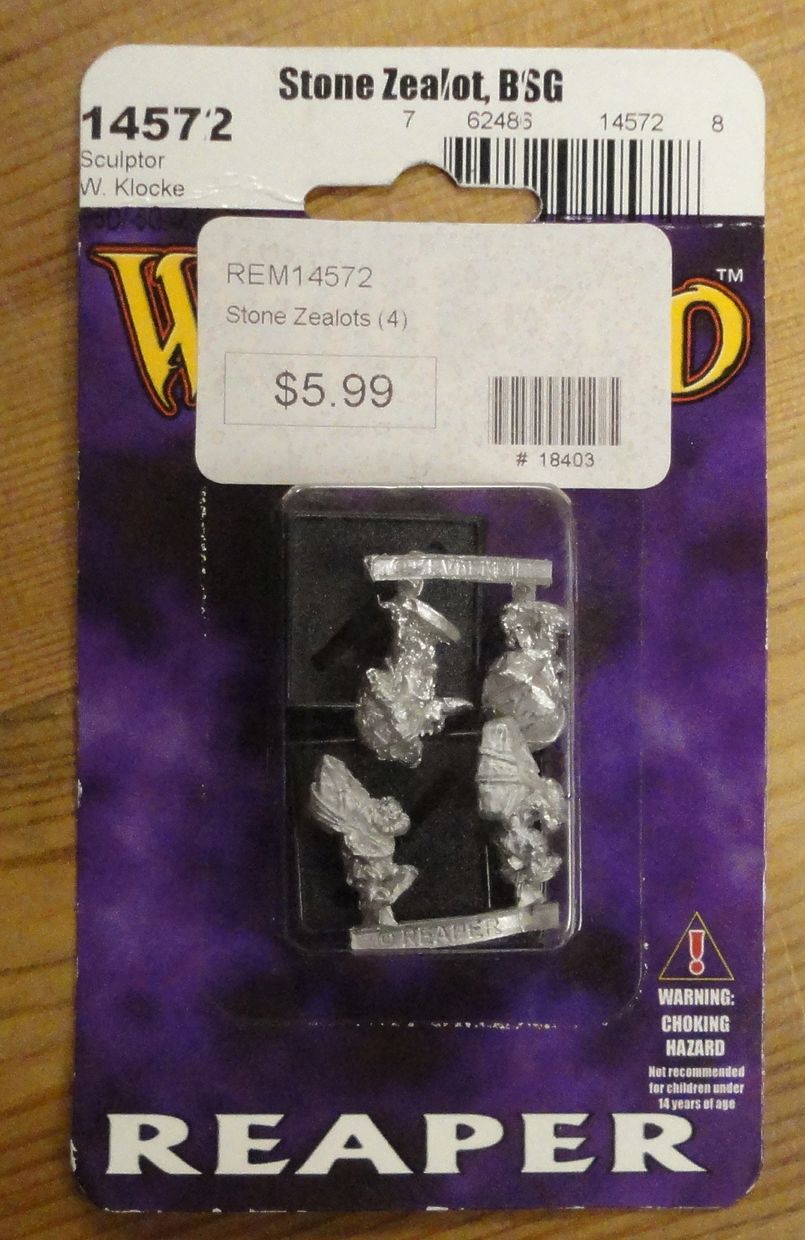 Stone Zealot, BSG
14572
7 62486 14572 8
Sculptor
W. Klocke
REM14572
Stone Zealots (4)
$5.99
# 18403
W
D
TM
© REAPER
WARNING:
CHOKING
HAZARD
Not recommended
for children under
14 years of age
REAPER